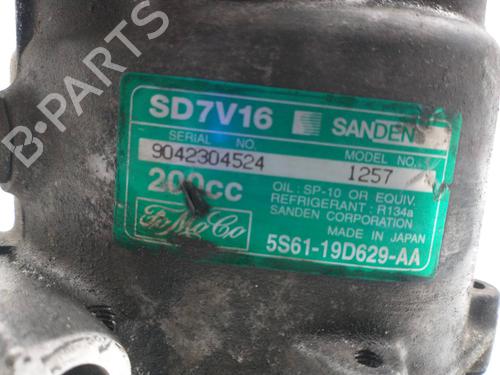 SD7V16 SANDEN
SERIAL NO. MODEL NO.
9042304524 1257
200cc
OIL : SP-10 OR EQUIV.
REFRIGERANT : R134a
SANDEN CORPORATION
MADE IN JAPAN
FoMoCo
5S61-19D629-AA